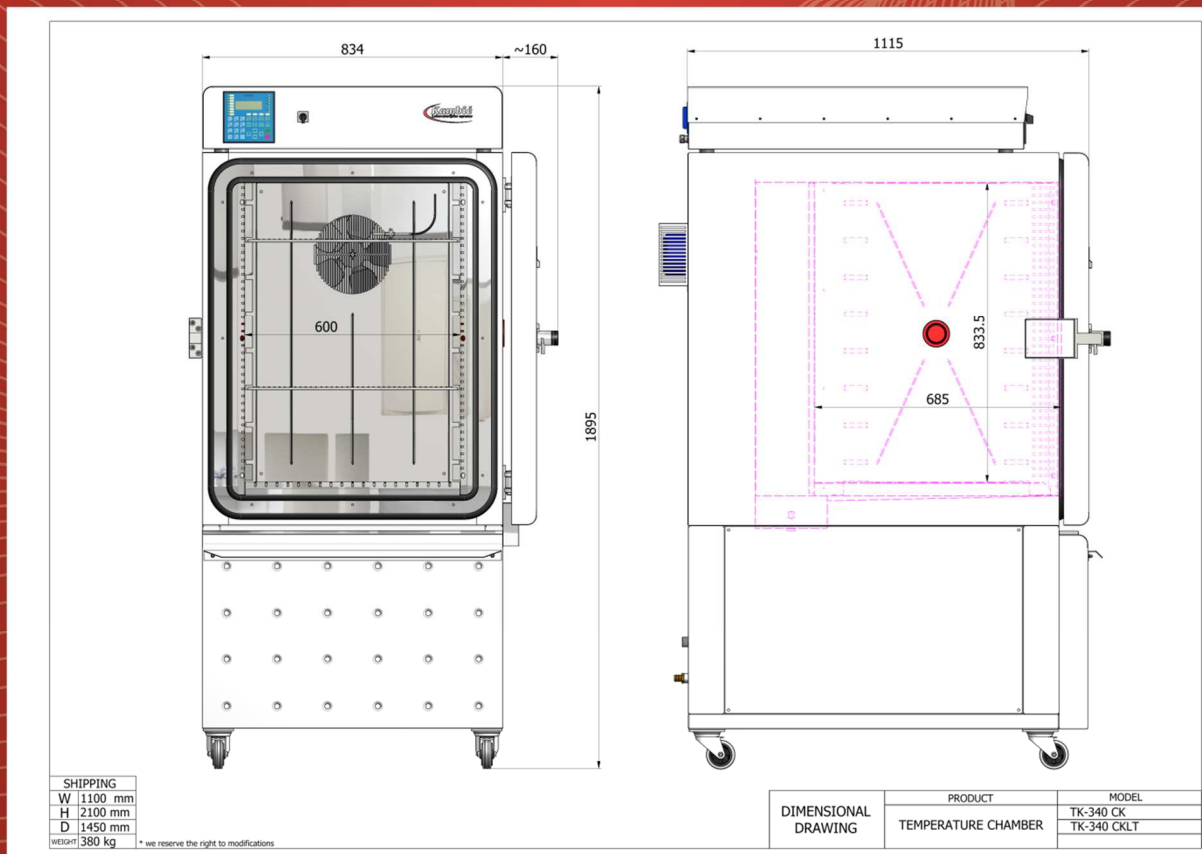 834
~160
1115
Kambič
600
1895
833.5
685
SHIPPING
W 1100 mm
H 2100 mm
D 1450 mm
WEIGHT 380 kg
* we reserve the right to modifications
DIMENSIONAL
DRAWING
PRODUCT
TEMPERATURE CHAMBER
MODEL
TK-340 CK
TK-340 CKLT